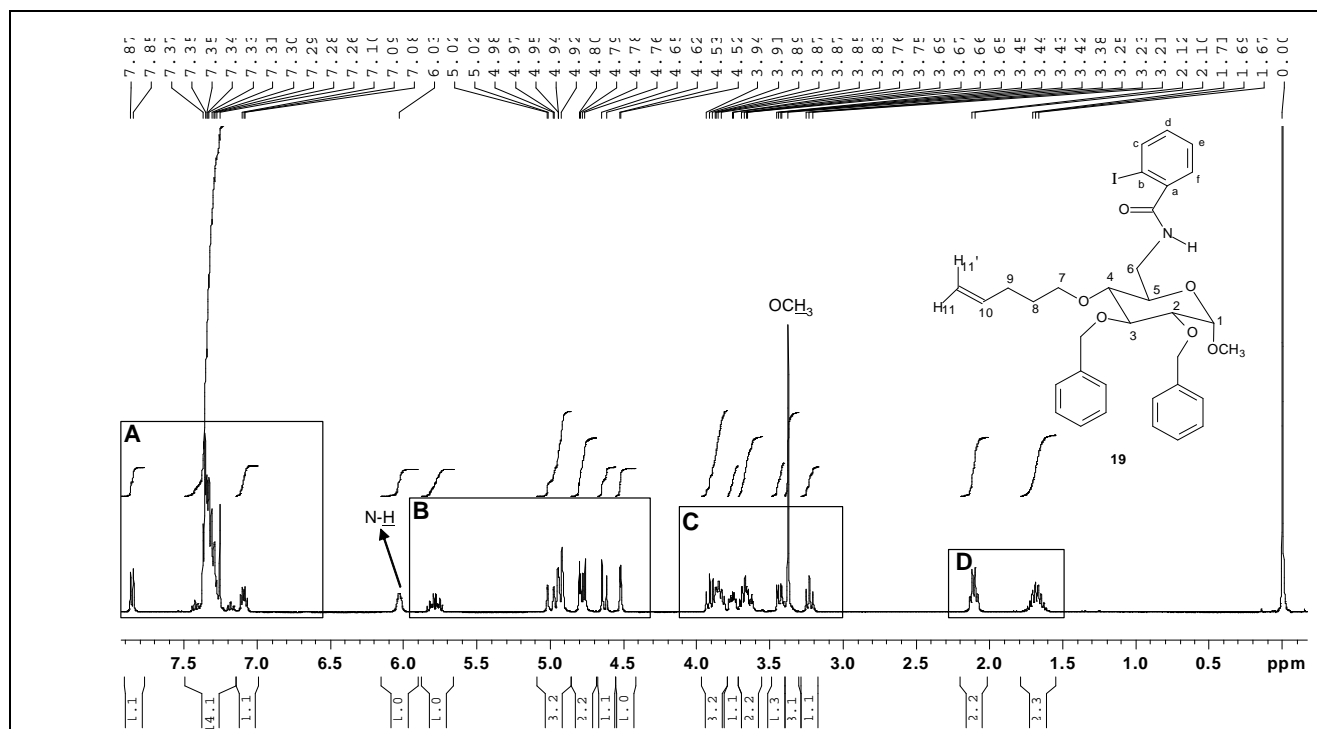 7.87 7.85 7.37 7.35 7.35 7.34 7.33 7.31 7.30 7.29 7.28 7.26 7.10 7.09 7.08 6.03 5.02 5.02 4.98 4.97 4.95 4.94 4.92 4.80 4.79 4.78 4.76 4.65 4.62 4.53 4.52 3.94 3.91 3.89 3.87 3.87 3.85 3.83 3.76 3.75 3.69 3.67 3.66 3.65 3.45 3.44 3.43 3.42 3.38 3.25 3.23 3.21 2.12 2.10 1.71 1.69 1.67 0.00
d
c e
I b a f
O N H
H11' 6
9 7 4 5 O
H11 10 8 O 2 1
O 3 O OCH3
19
OCH3
A
N-H
B
C
D
7.5 7.0 6.5 6.0 5.5 5.0 4.5 4.0 3.5 3.0 2.5 2.0 1.5 1.0 0.5 ppm
1.1 14.1 1.1 1.0 1.0 3.2 2.2 1.1 1.0 3.2 1.1 2.2 1.3 3.1 1.1 2.2 2.3